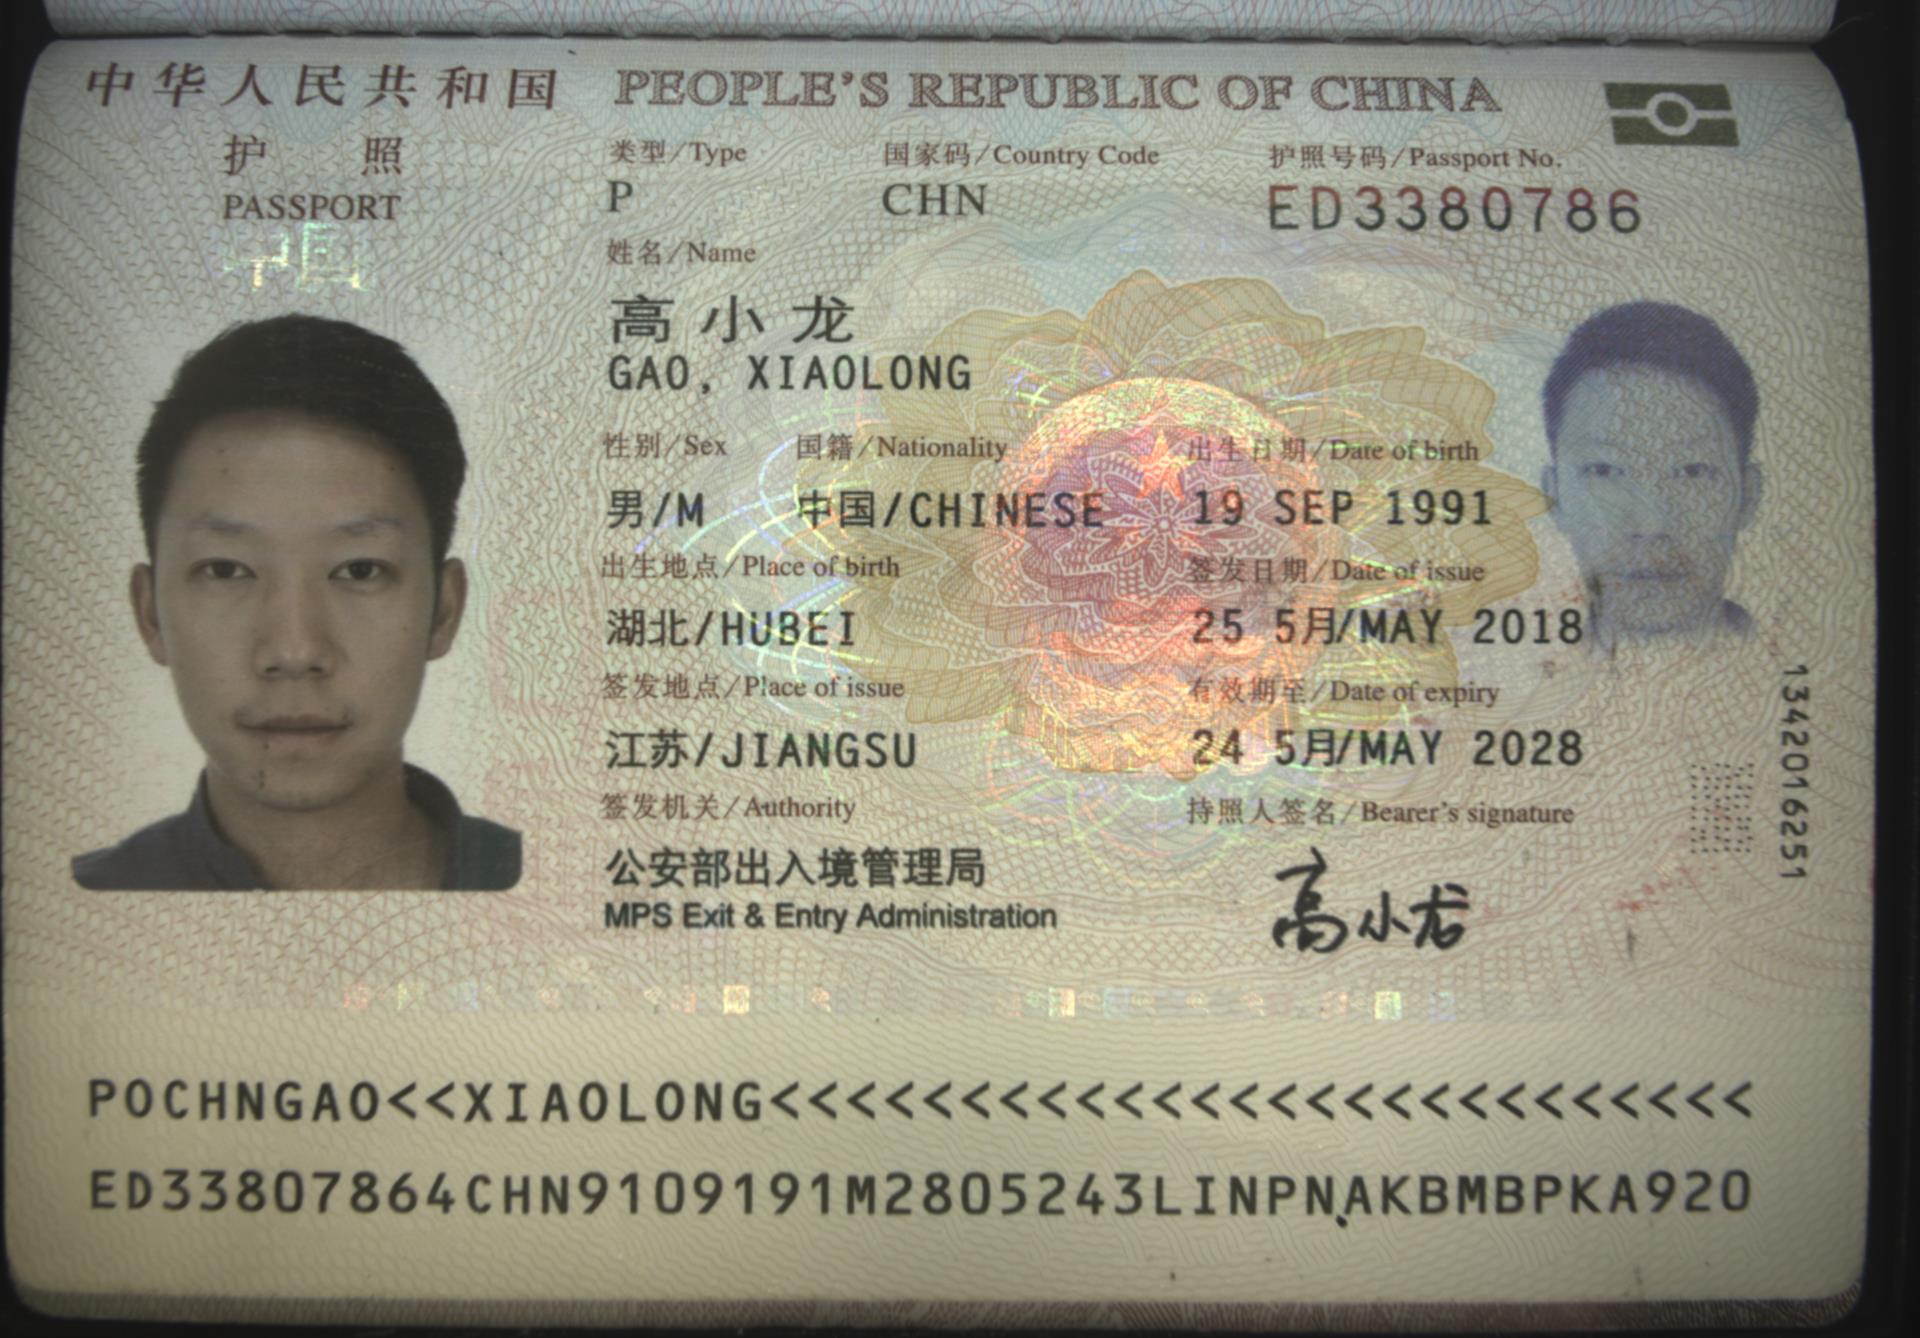 中华人民共和国 PEOPLE'S REPUBLIC OF CHINA
护照 类型/Type 国家码/Country Code 护照号码/Passport No.
PASSPORT P CHN ED3380786
中国
姓名/Name
高小龙
GAO, XIAOLONG
性别/Sex 国籍/Nationality 出生日期/Date of birth
男/M 中国/CHINESE 19 SEP 1991
出生地点/Place of birth 签发日期/Date of issue
湖北/HUBEI 25 5月/MAY 2018
签发地点/Place of issue 有效期至/Date of expiry
江苏/JIANGSU 24 5月/MAY 2028
签发机关/Authority 持照人签名/Bearer's signature
公安部出入境管理局
MPS Exit & Entry Administration
高小龙
1342016251
POCHNGAO<<XIAOLONG<<<<<<<<<<<<<<<<<<<<<<<<<<
ED33807864CHN9109191M2805243LINPNAKBMBPKA920